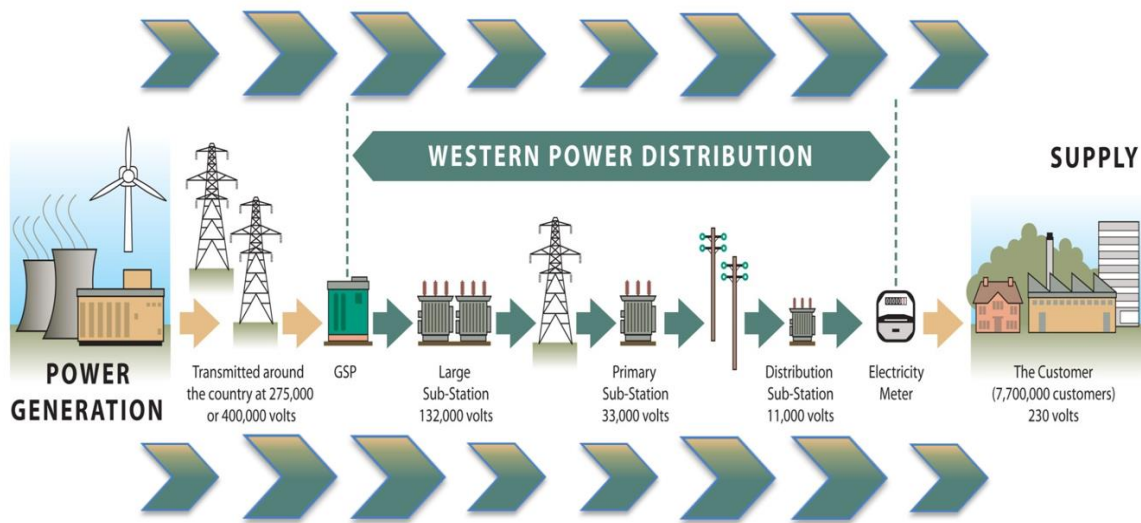 WESTERN POWER DISTRIBUTION
SUPPLY
POWER
GENERATION
Transmitted around
the country at 275,000
or 400,000 volts
GSP
Large
Sub-Station
132,000 volts
Primary
Sub-Station
33,000 volts
Distribution
Sub-Station
11,000 volts
Electricity
Meter
The Customer
(7,700,000 customers)
230 volts